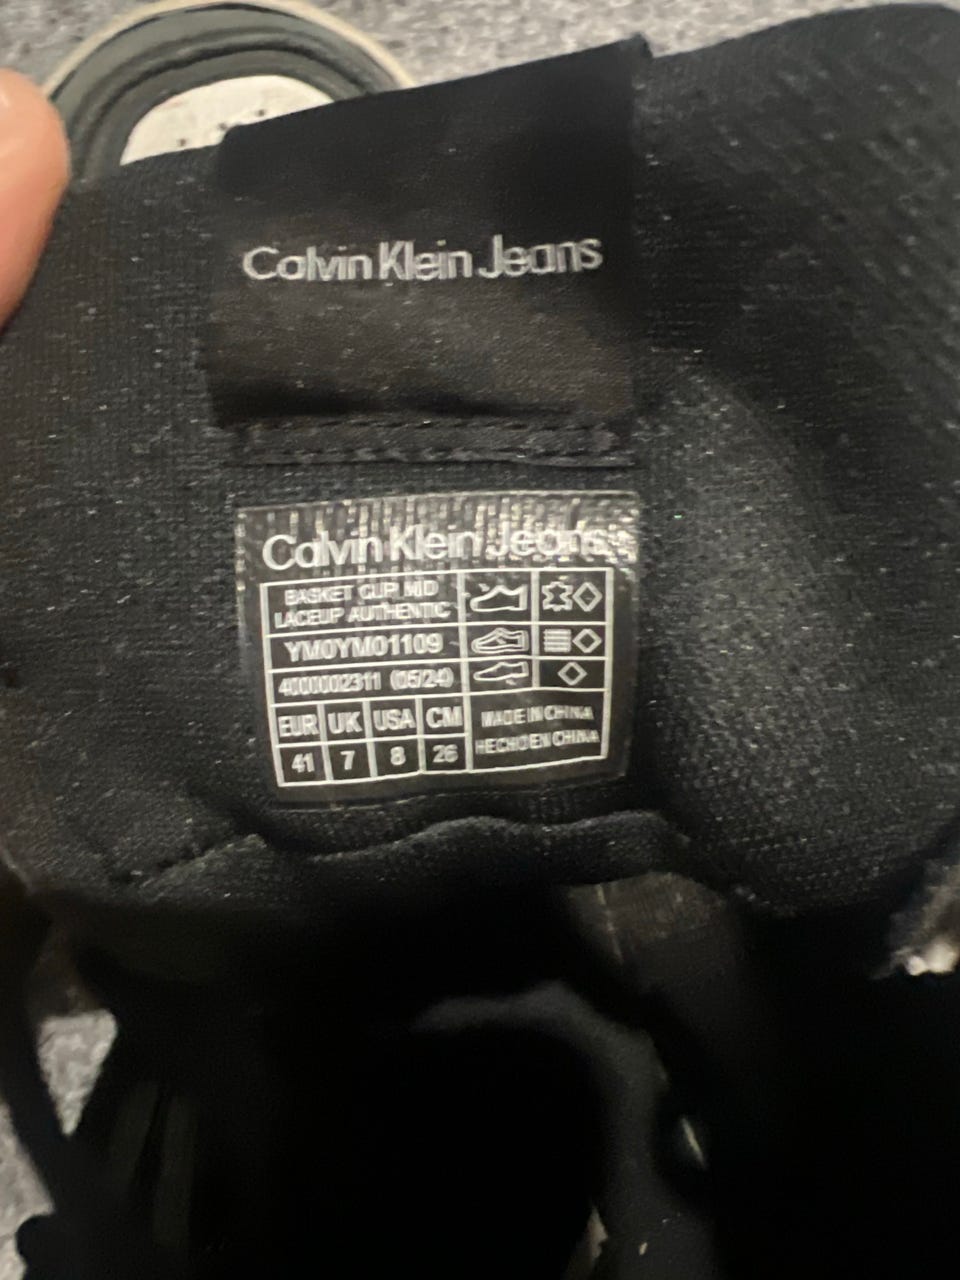 Calvin Klein Jeans
Calvin Klein Jeans
BASKET CUP MID
LACEUP AUTHENTIC
YM0YM01109
4000002311 (05/24)
EUR UK USA CM
41 7 8 26
MADE IN CHINA
HECHO EN CHINA